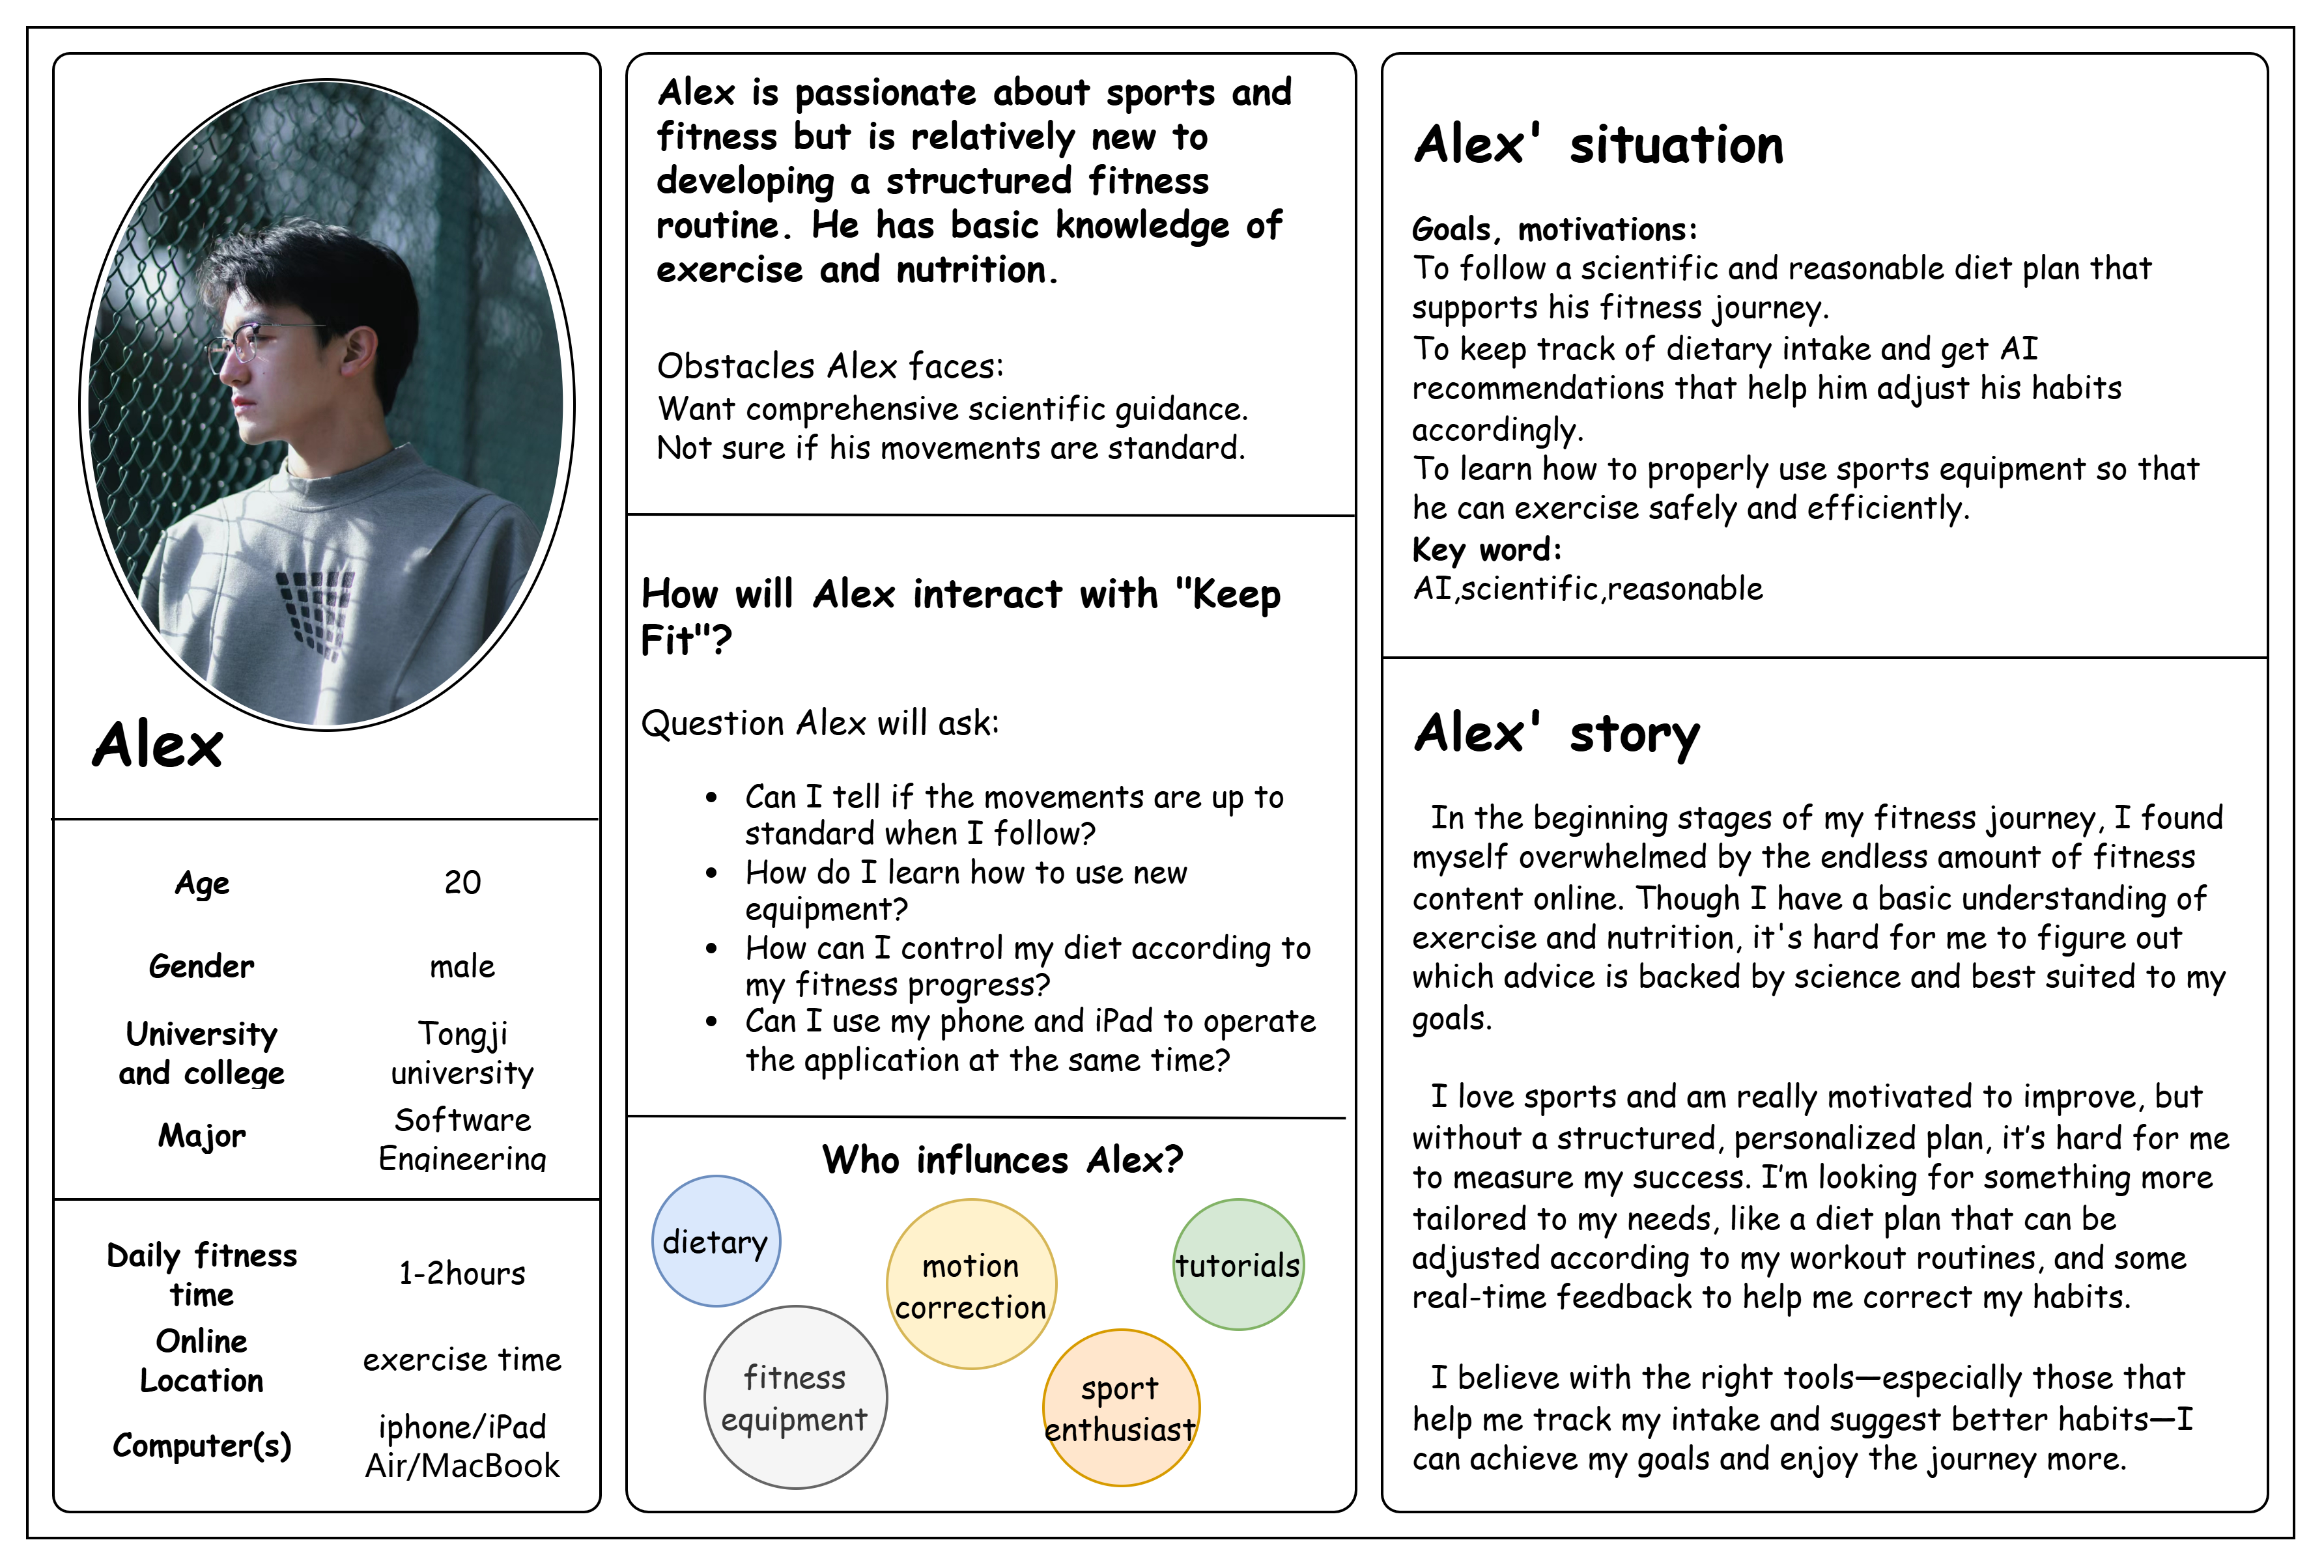 Alex
Age 20
Gender male
University Tongji
and college university
Major Software
Engineering
Daily fitness
time 1-2hours
Online
Location exercise time
Computer(s) iphone/iPad
Air/MacBook
Alex is passionate about sports and
fitness but is relatively new to
developing a structured fitness
routine. He has basic knowledge of
exercise and nutrition.
Obstacles Alex faces:
Want comprehensive scientific guidance.
Not sure if his movements are standard.
How will Alex interact with "Keep
Fit"?
Question Alex will ask:
• Can I tell if the movements are up to
standard when I follow?
• How do I learn how to use new
equipment?
• How can I control my diet according to
my fitness progress?
• Can I use my phone and iPad to operate
the application at the same time?
Who influnces Alex?
dietary
motion
correction
tutorials
fitness
equipment
sport
enthusiast
Alex' situation
Goals, motivations:
To follow a scientific and reasonable diet plan that
supports his fitness journey.
To keep track of dietary intake and get AI
recommendations that help him adjust his habits
accordingly.
To learn how to properly use sports equipment so that
he can exercise safely and efficiently.
Key word:
AI,scientific,reasonable
Alex' story
In the beginning stages of my fitness journey, I found
myself overwhelmed by the endless amount of fitness
content online. Though I have a basic understanding of
exercise and nutrition, it's hard for me to figure out
which advice is backed by science and best suited to my
goals.
I love sports and am really motivated to improve, but
without a structured, personalized plan, it’s hard for me
to measure my success. I’m looking for something more
tailored to my needs, like a diet plan that can be
adjusted according to my workout routines, and some
real-time feedback to help me correct my habits.
I believe with the right tools—especially those that
help me track my intake and suggest better habits—I
can achieve my goals and enjoy the journey more.